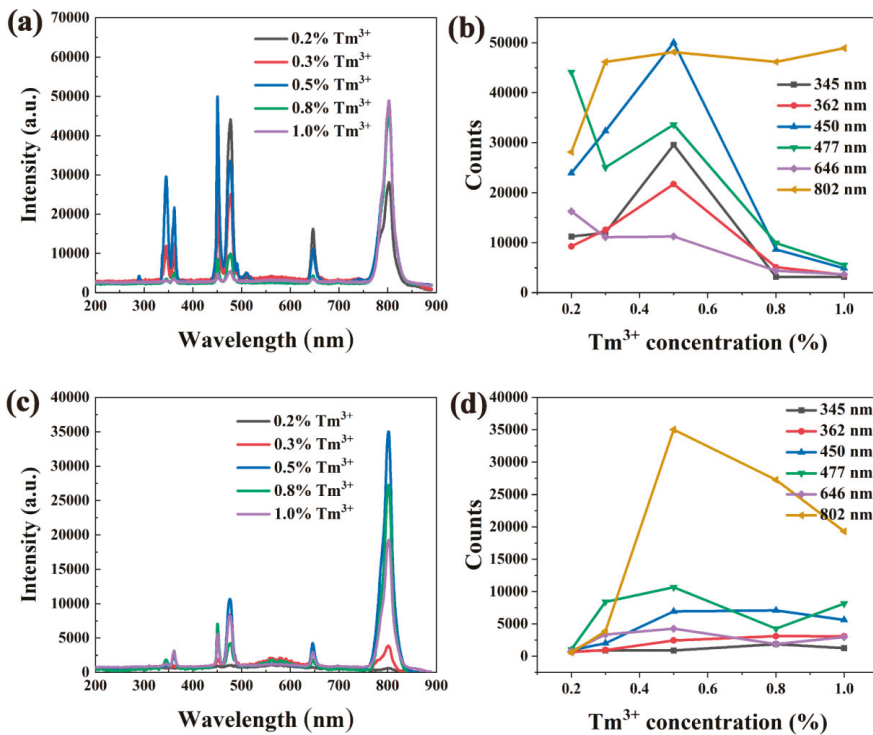 (a)
70000
60000
50000
40000
30000
20000
10000
0
Intensity (a.u.)
200 300 400 500 600 700 800 900
Wavelength (nm)
0.2% Tm³⁺
0.3% Tm³⁺
0.5% Tm³⁺
0.8% Tm³⁺
1.0% Tm³⁺
(b)
50000
40000
30000
20000
10000
0
Counts
0.2 0.4 0.6 0.8 1.0
Tm³⁺ concentration (%)
345 nm
362 nm
450 nm
477 nm
646 nm
802 nm
(c)
40000
35000
30000
25000
20000
15000
10000
5000
0
Intensity (a.u.)
200 300 400 500 600 700 800 900
Wavelength (nm)
0.2% Tm³⁺
0.3% Tm³⁺
0.5% Tm³⁺
0.8% Tm³⁺
1.0% Tm³⁺
(d)
40000
35000
30000
25000
20000
15000
10000
5000
0
Counts
0.2 0.4 0.6 0.8 1.0
Tm³⁺ concentration (%)
345 nm
362 nm
450 nm
477 nm
646 nm
802 nm